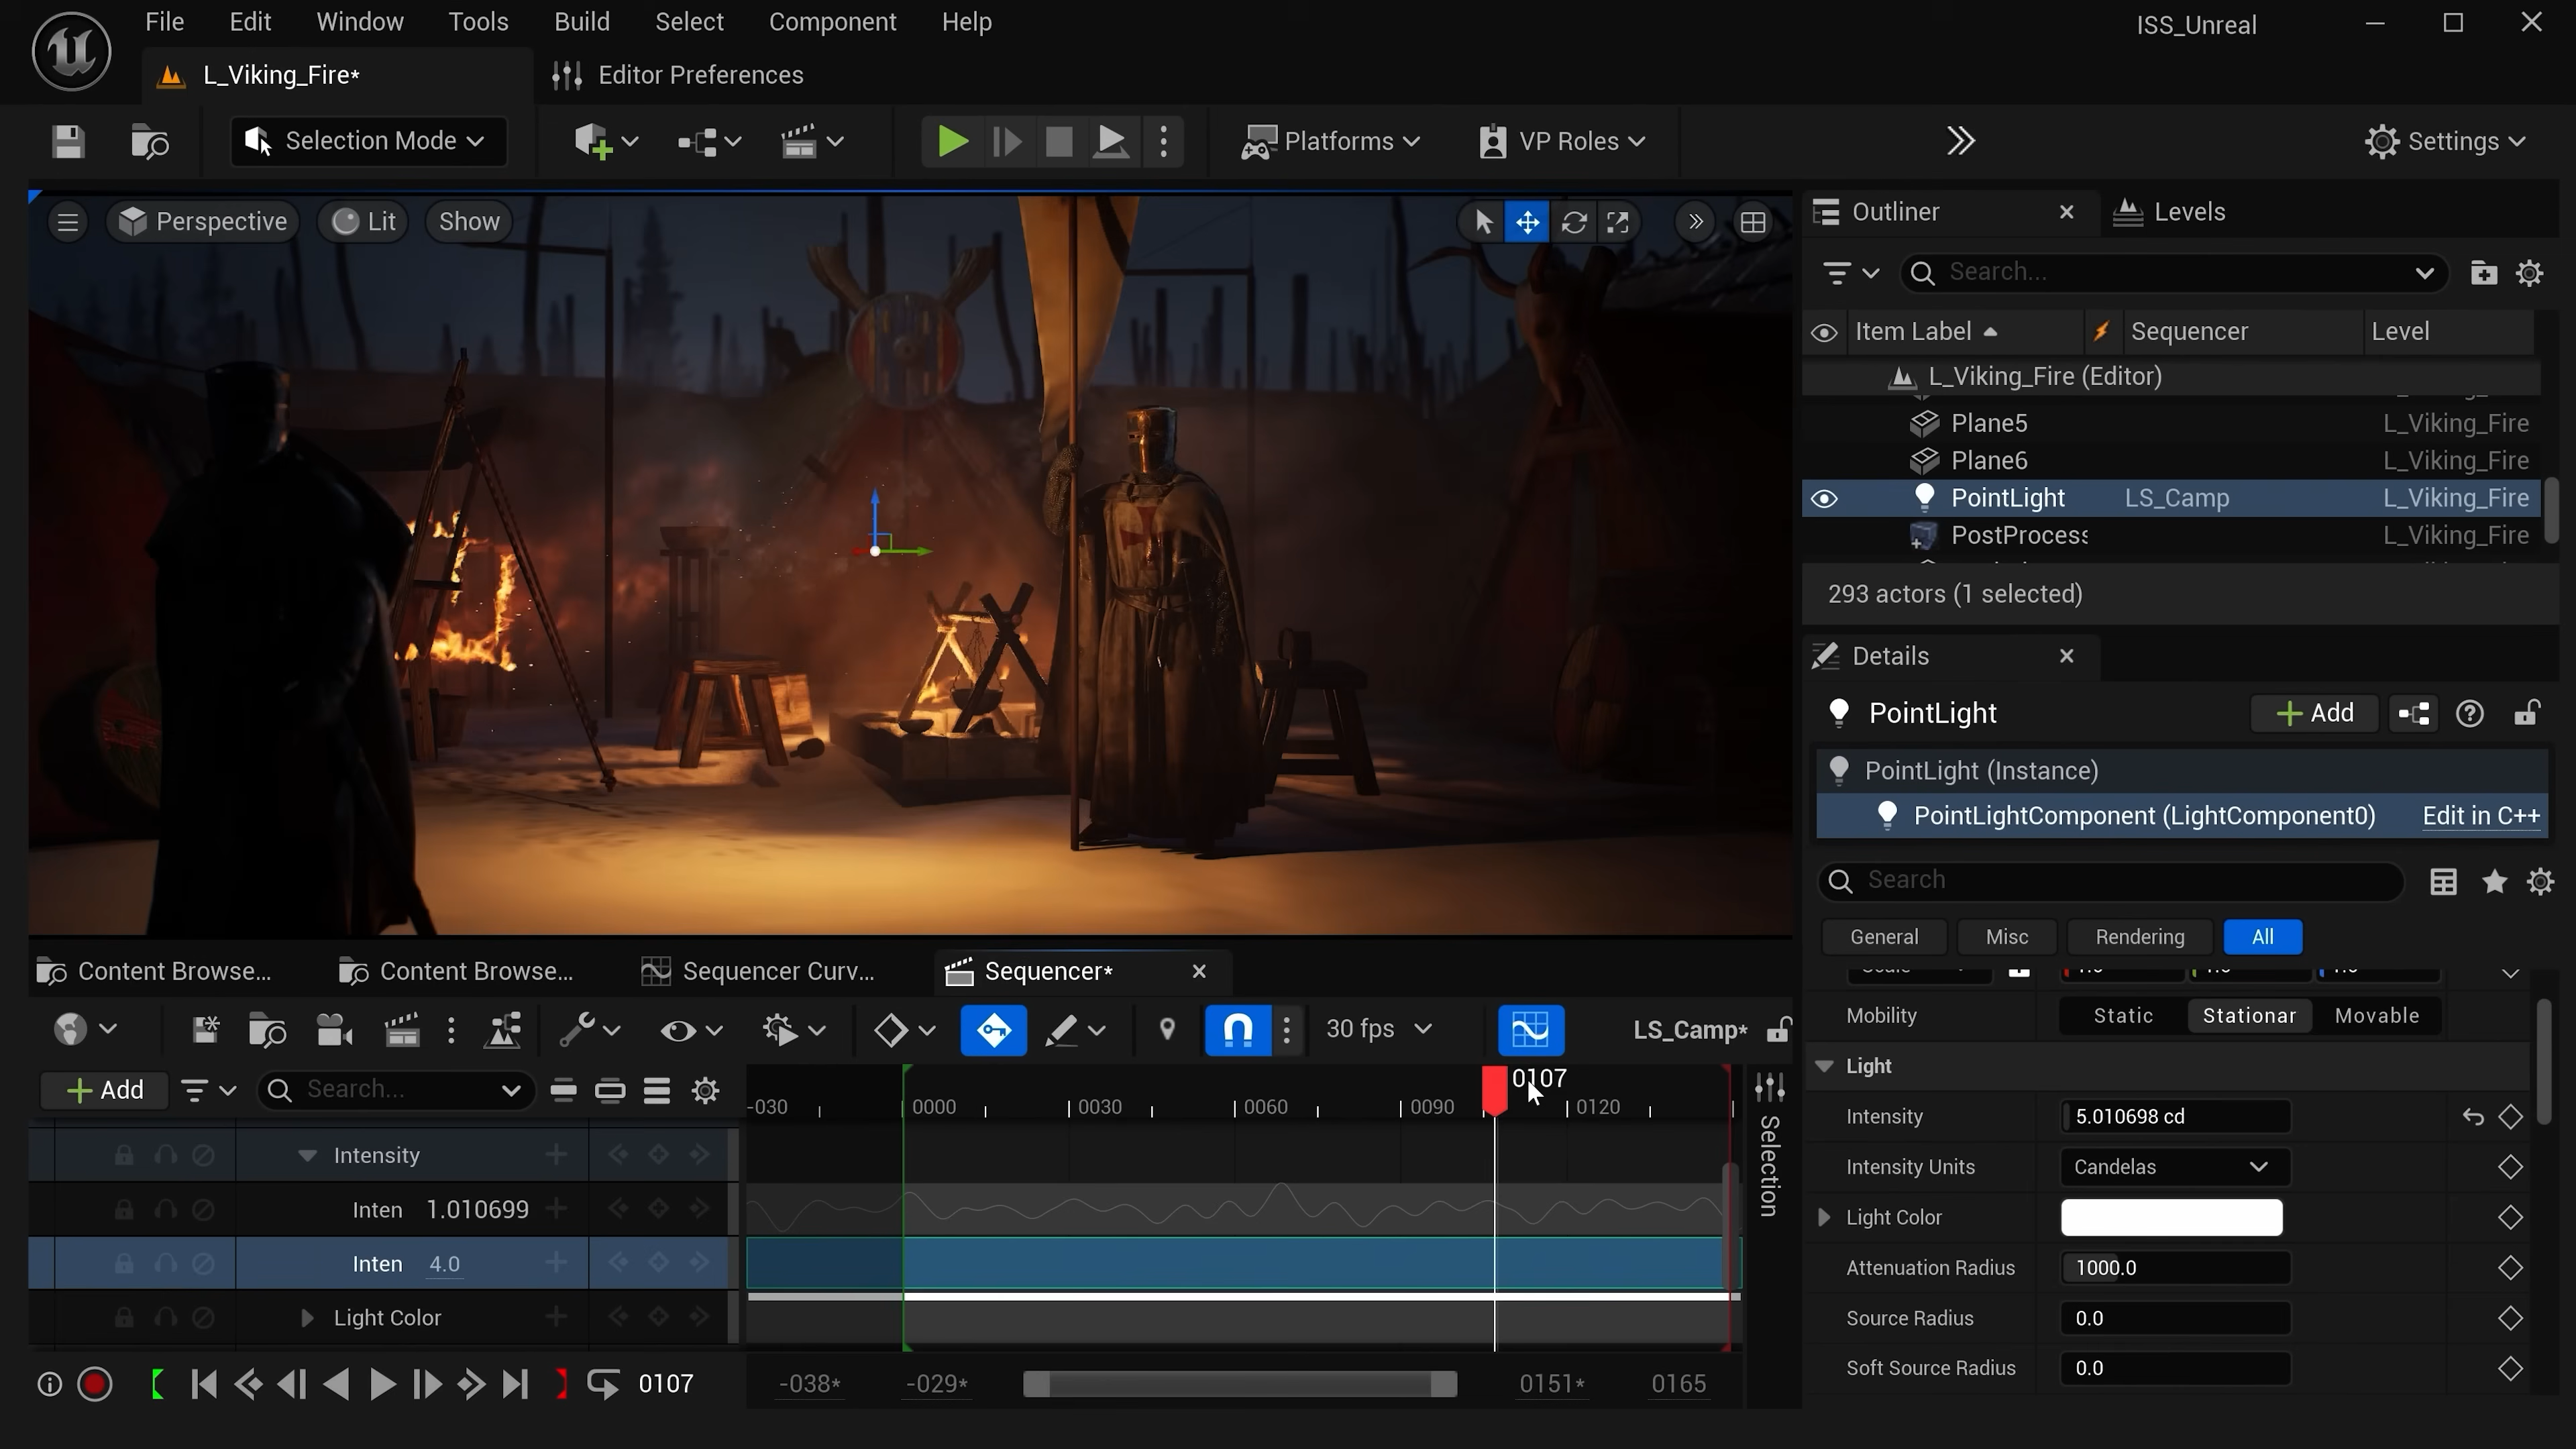 File Edit Window Tools Build Select Component Help ISS_Unreal
L_Viking_Fire* Editor Preferences
Selection Mode Platforms VP Roles Settings
Perspective Lit Show
Outliner Levels
Search...
Item Label Sequencer Level
L_Viking_Fire (Editor)
Plane5 L_Viking_Fire
Plane6 L_Viking_Fire
PointLight LS_Camp L_Viking_Fire
PostProcess L_Viking_Fire
293 actors (1 selected)
Details
PointLight Add
PointLight (Instance)
PointLightComponent (LightComponent0) Edit in C++
Search
General Misc Rendering All
Mobility Static Stationar Movable
Light
Intensity 5.010698 cd
Intensity Units Candelas
Light Color
Attenuation Radius 1000.0
Source Radius 0.0
Soft Source Radius 0.0
Content Browse... Content Browse... Sequencer Curv... Sequencer*
30 fps LS_Camp*
Add Search...
0107
-030 0000 0030 0060 0090 0120
Selection
Intensity
Inten 1.010699
Inten 4.0
Light Color
0107 -038* -029* 0151* 0165